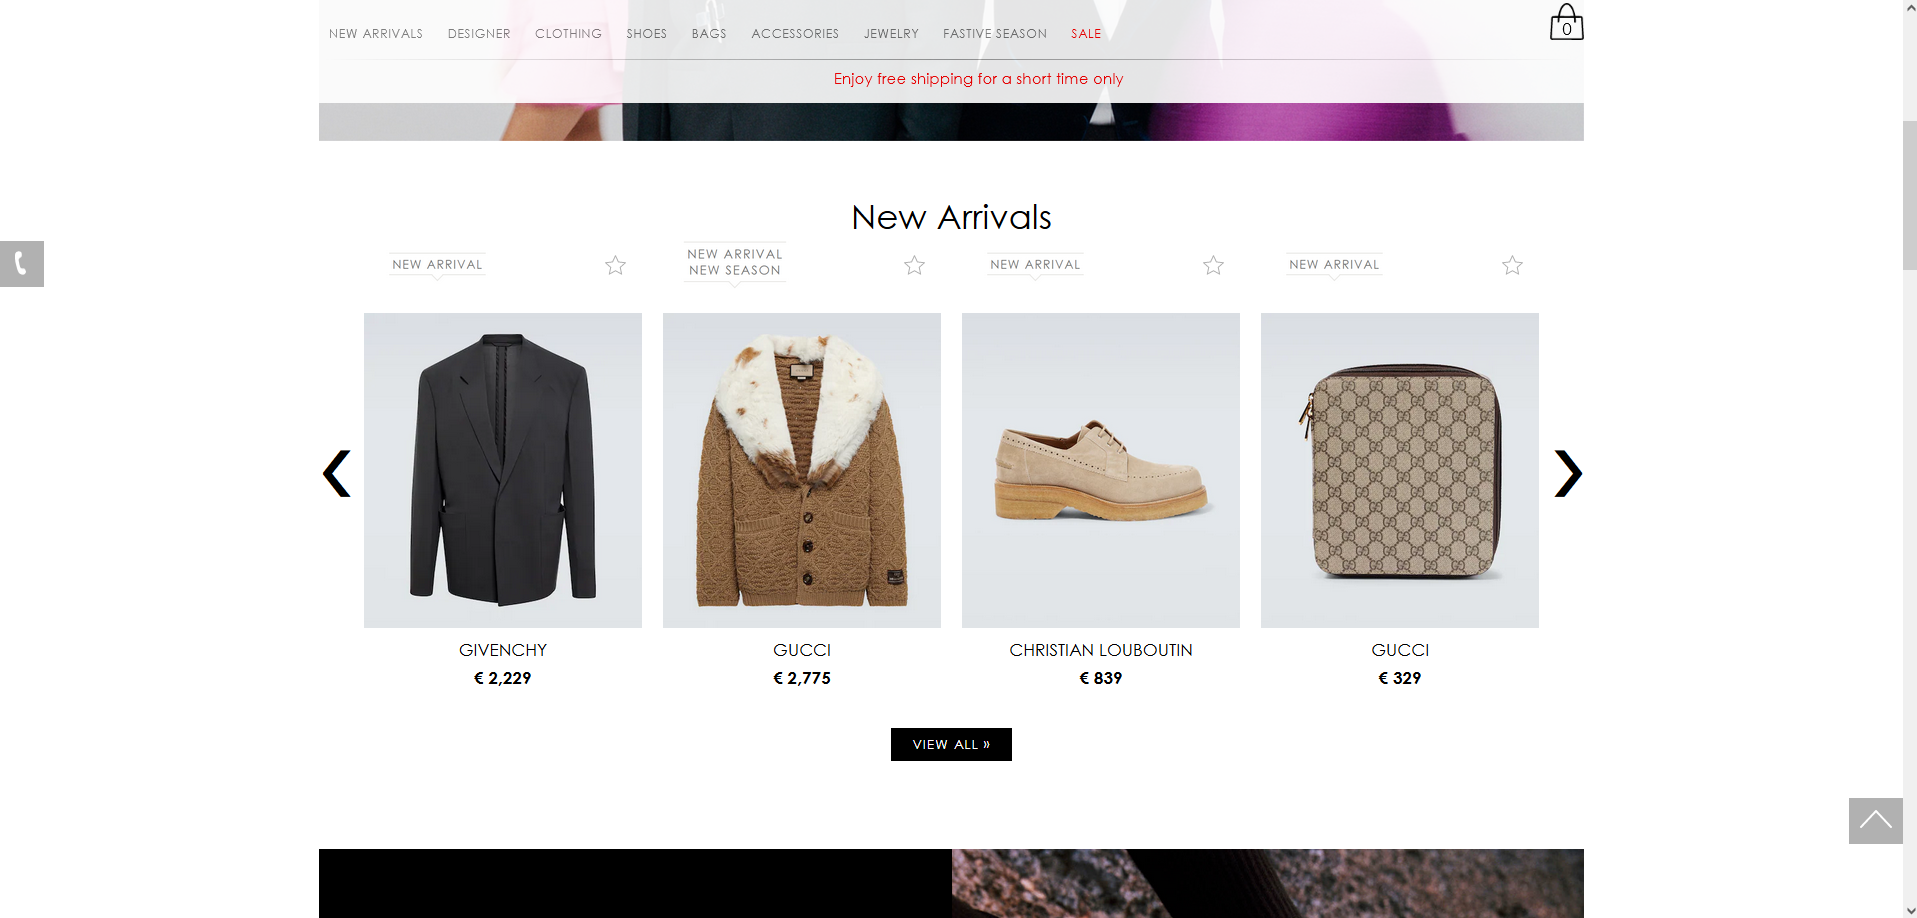 NEW ARRIVALS DESIGNER CLOTHING SHOES BAGS ACCESSORIES JEWELRY FASTIVE SEASON SALE
0
Enjoy free shipping for a short time only
New Arrivals
NEW ARRIVAL
NEW ARRIVAL
NEW SEASON
NEW ARRIVAL
NEW ARRIVAL
GIVENCHY
€ 2,229
GUCCI
€ 2,775
CHRISTIAN LOUBOUTIN
€ 839
GUCCI
€ 329
VIEW ALL »